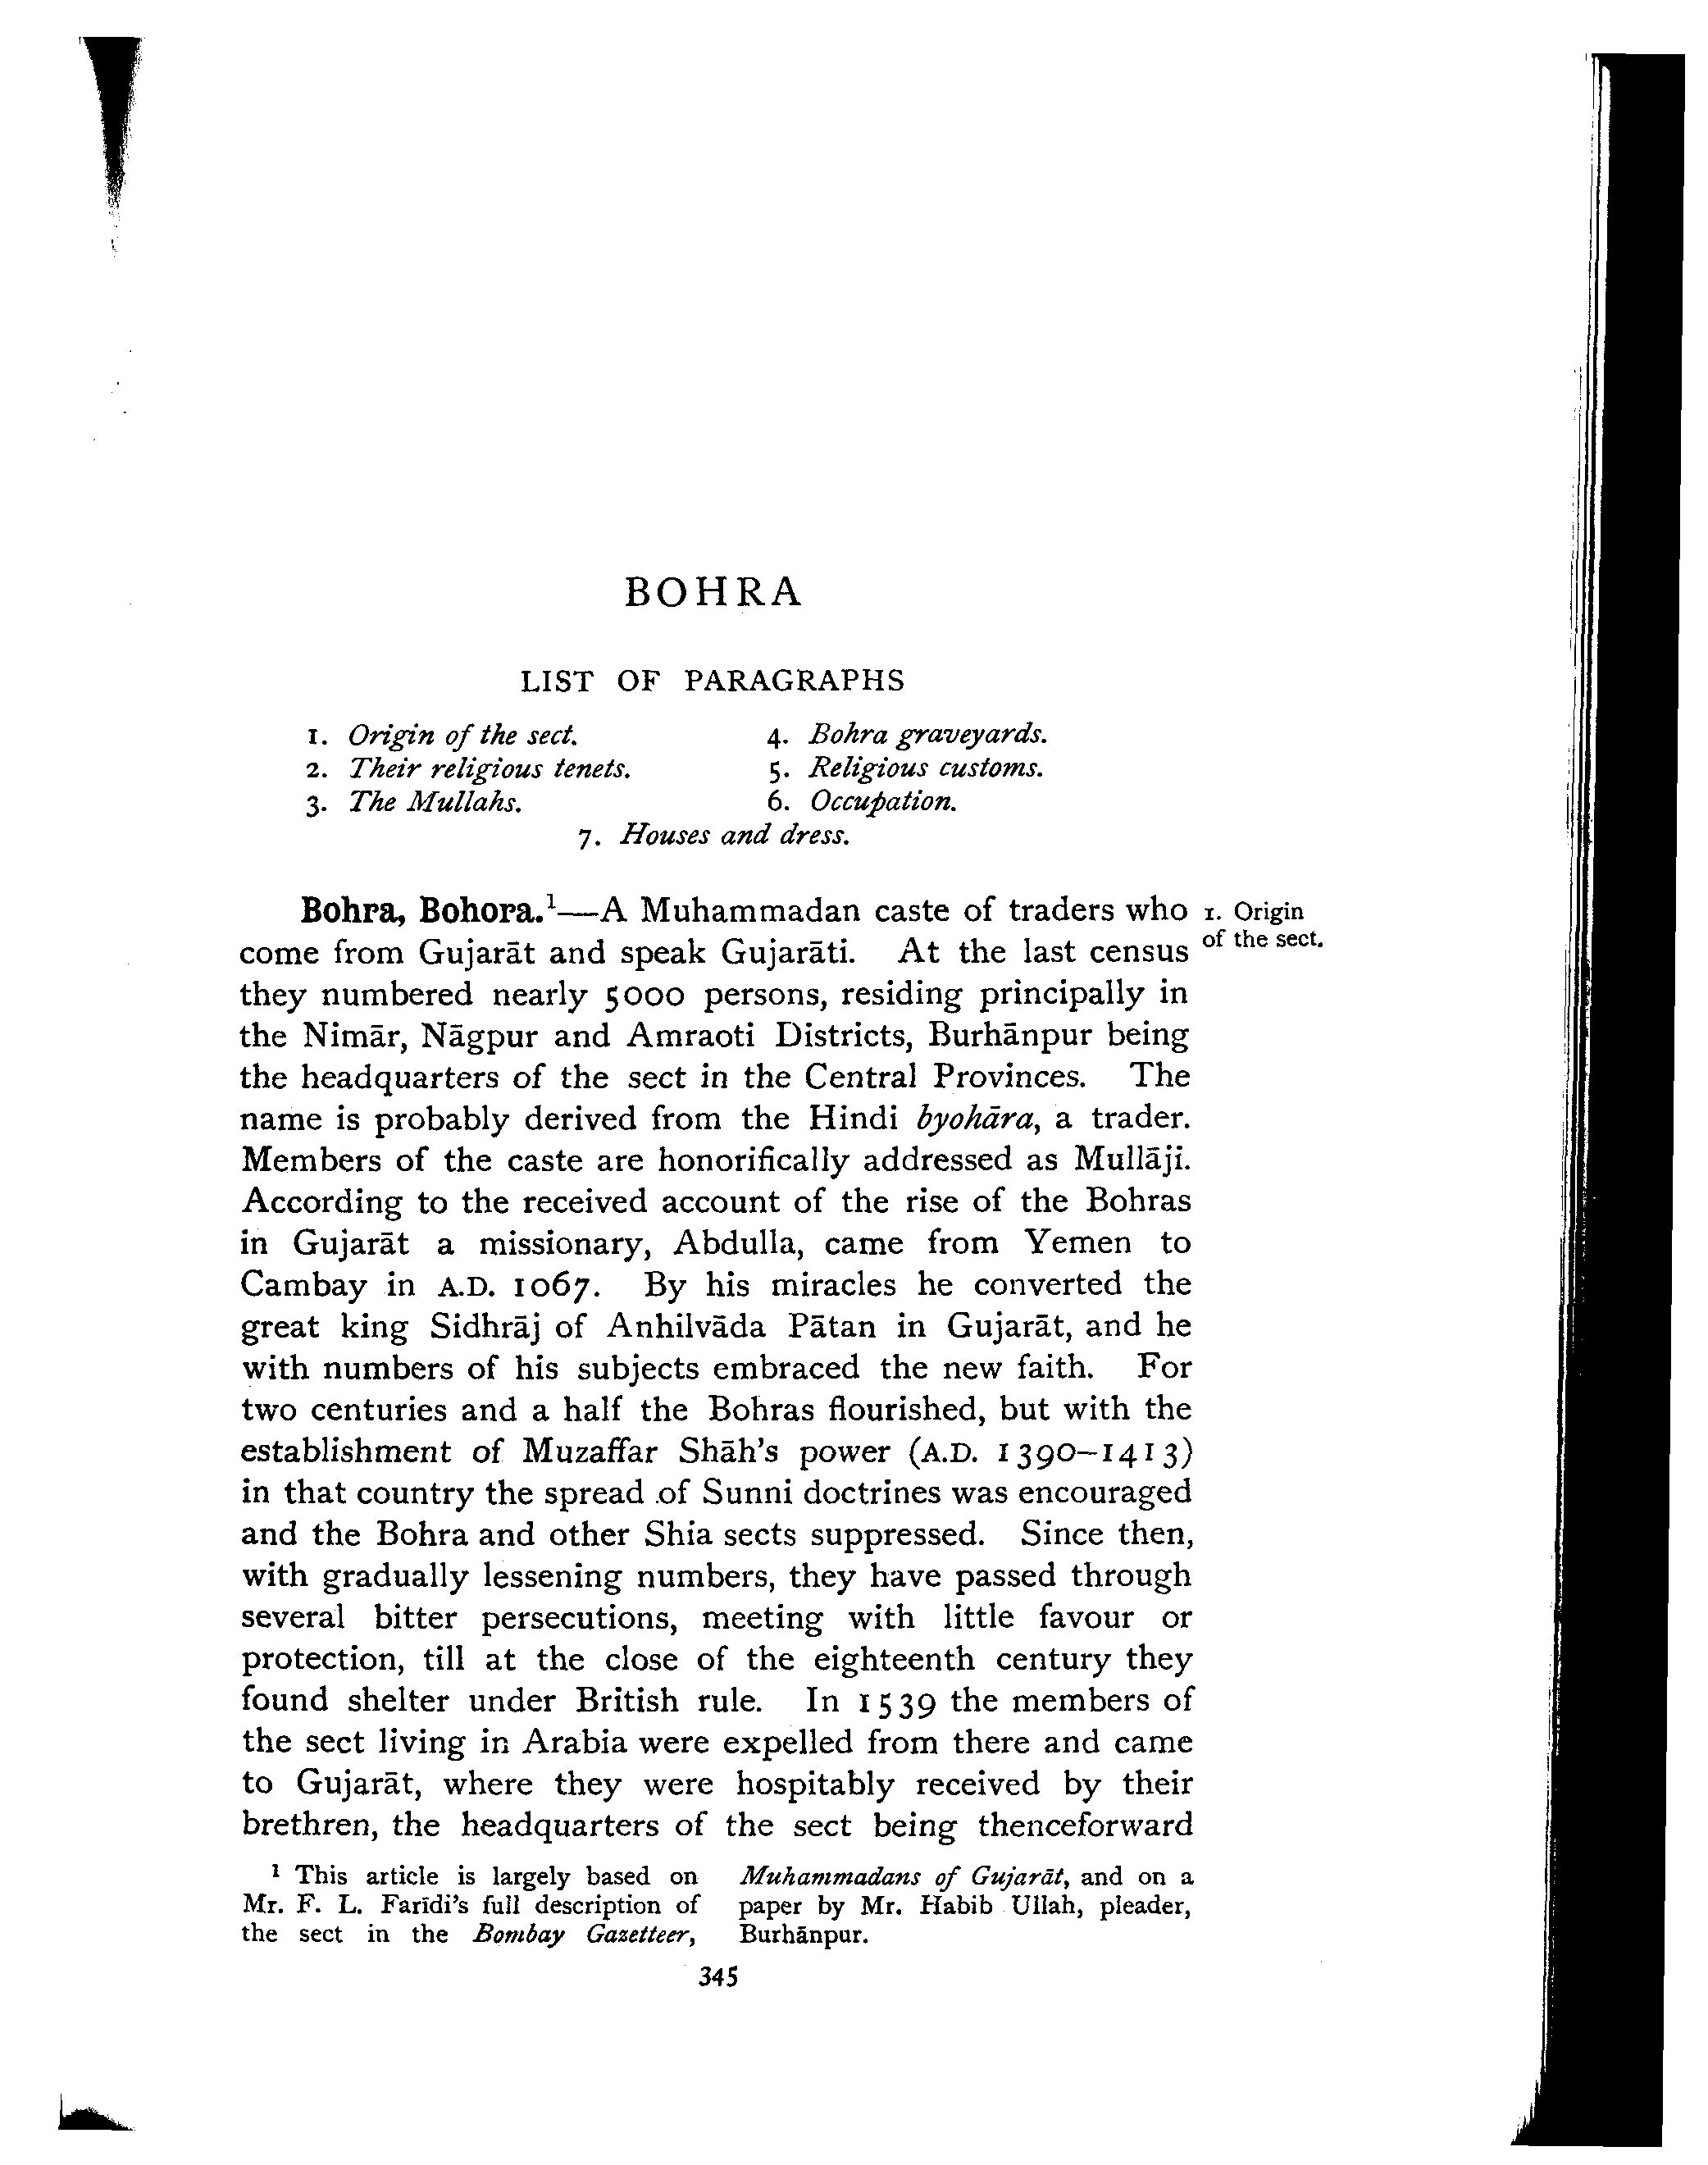 BOHRA
LIST OF PARAGRAPHS
1. Origin of the sect.
2. Their religious tenets.
3. The Mullahs.
4. Bohra graveyards.
5. Religious customs.
6. Occupation.
7. Houses and dress.
Bohra, Bohora.¹—A Muhammadan caste of traders who
1. Origin
of the sect.
come from Gujarāt and speak Gujarāti. At the last census
they numbered nearly 5000 persons, residing principally in
the Nimār, Nāgpur and Amraoti Districts, Burhānpur being
the headquarters of the sect in the Central Provinces. The
name is probably derived from the Hindi byohāra, a trader.
Members of the caste are honorifically addressed as Mullāji.
According to the received account of the rise of the Bohras
in Gujarāt a missionary, Abdulla, came from Yemen to
Cambay in A.D. 1067. By his miracles he converted the
great king Sidhrāj of Anhilvāda Pātan in Gujarāt, and he
with numbers of his subjects embraced the new faith. For
two centuries and a half the Bohras flourished, but with the
establishment of Muzaffar Shāh's power (A.D. 1390–1413)
in that country the spread of Sunni doctrines was encouraged
and the Bohra and other Shia sects suppressed. Since then,
with gradually lessening numbers, they have passed through
several bitter persecutions, meeting with little favour or
protection, till at the close of the eighteenth century they
found shelter under British rule. In 1539 the members of
the sect living in Arabia were expelled from there and came
to Gujarāt, where they were hospitably received by their
brethren, the headquarters of the sect being thenceforward
¹ This article is largely based on
Mr. F. L. Farīdi's full description of
the sect in the Bombay Gazetteer,
Muhammadans of Gujarāt, and on a
paper by Mr. Habib Ullah, pleader,
Burhānpur.
345